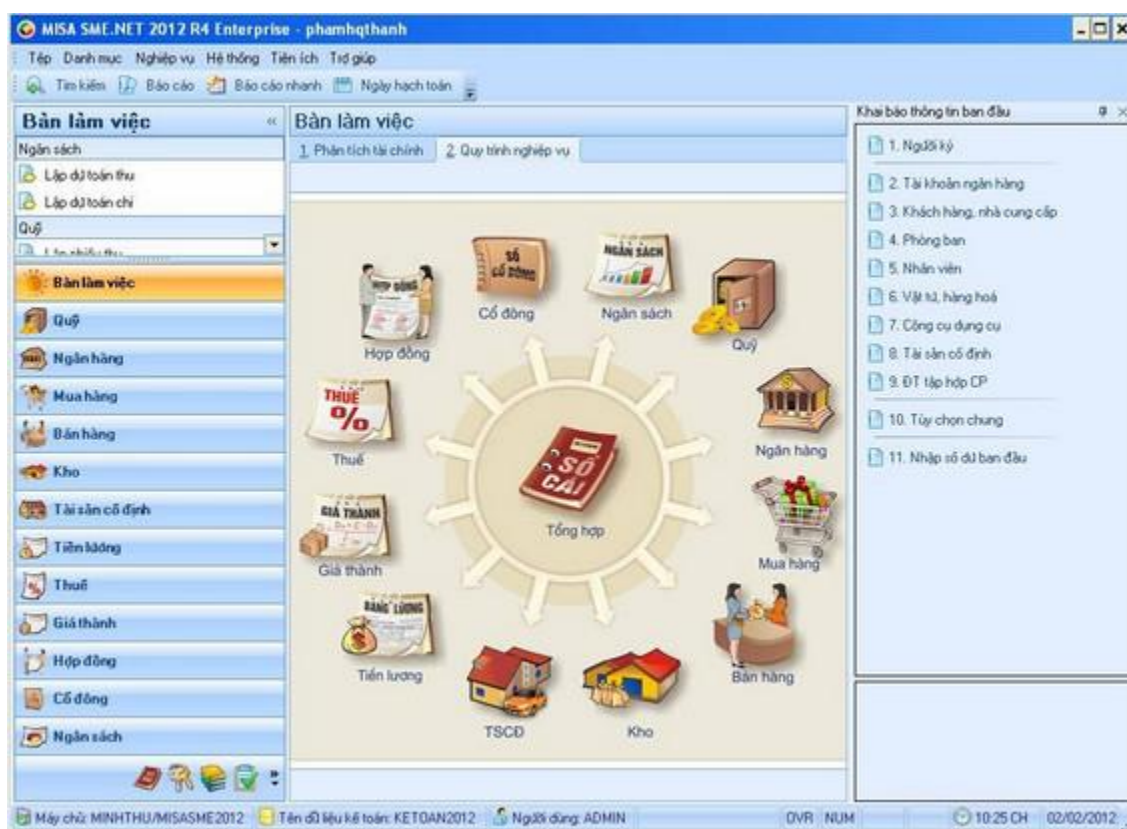 MISA SME.NET 2012 R4 Enterprise - phamhqthanh
Tệp Danh mục Nghiệp vụ Hệ thống Tiện ích Trợ giúp
Tìm kiếm Báo cáo Báo cáo nhanh Ngày hạch toán
Bàn làm việc
Ngân sách
Lập dự toán thu
Lập dự toán chi
Quỹ
Lập phiếu thu
Bàn làm việc
Quỹ
Ngân hàng
Mua hàng
Bán hàng
Kho
Tài sản cố định
Tiền lương
Thuế
Giá thành
Hợp đồng
Cổ đông
Ngân sách
Bàn làm việc
1. Phân tích tài chính 2. Quy trình nghiệp vụ
HỢP ĐỒNG
Hợp đồng
SỔ CỔ ĐÔNG
Cổ đông
NGÂN SÁCH
Ngân sách
Quỹ
THUẾ %
Thuế
Ngân hàng
SỔ CÁI
Tổng hợp
GIÁ THÀNH
Giá thành
Mua hàng
BẢNG LƯƠNG
Tiền lương
TSCĐ
Kho
Bán hàng
Khai báo thông tin ban đầu
1. Người ký
2. Tài khoản ngân hàng
3. Khách hàng, nhà cung cấp
4. Phòng ban
5. Nhân viên
6. Vật tư, hàng hoá
7. Công cụ dụng cụ
8. Tài sản cố định
9. ĐT tập hợp CP
10. Tùy chọn chung
11. Nhập số dư ban đầu
Máy chủ: MINHTHU/MISASME2012 Tên dữ liệu kế toán: KETOAN2012 Người dùng: ADMIN OVR NUM 10:25 CH 02/02/2012